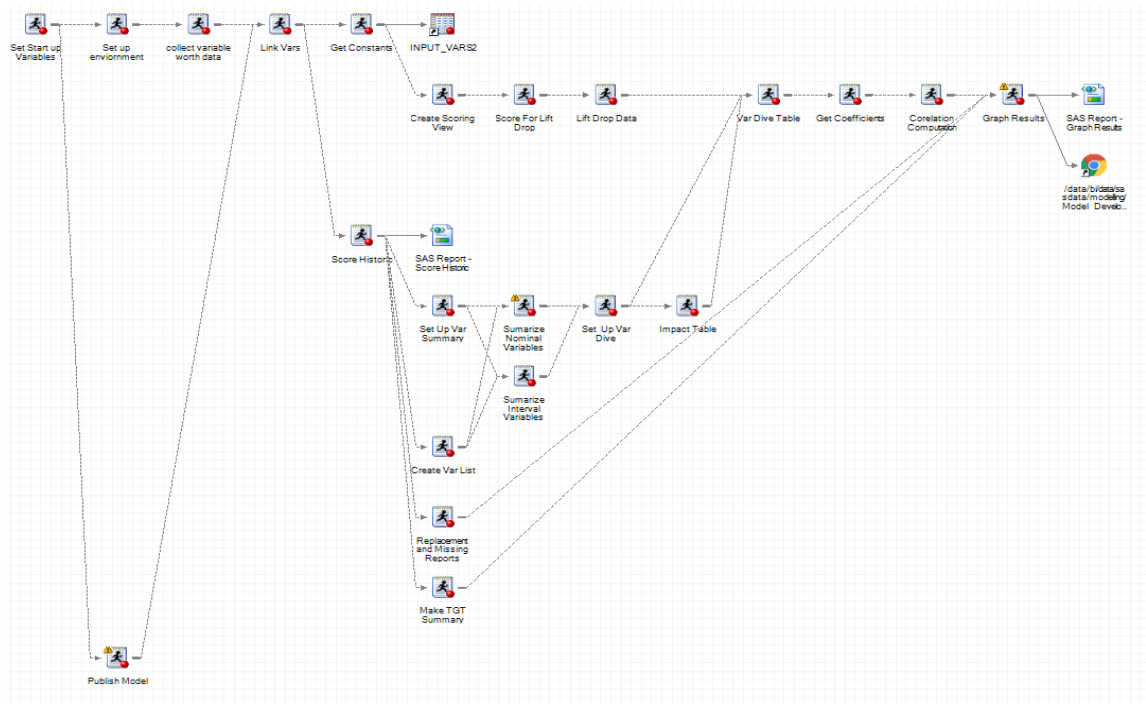 Set Start up
Variables
Set up
enviornment
collect variable
worth data
Link Vars
Get Constants
INPUT_VARS2
Create Scoring
View
Score For Lift
Drop
Lift Drop Data
Var Dive Table
Get Coefficients
Corelation
Computation
Graph Results
SAS Report -
Graph Results
/data/bi/data/sa
sdata/modeling/
Model_Develo...
Score Historic
SAS Report -
Score Historic
Set Up Var
Summary
Sumarize
Nominal
Variables
Set Up Var
Dive
Impact Table
Sumarize
Interval
Variables
Create Var List
Replacement
and Missing
Reports
Make TGT
Summary
Publish Model